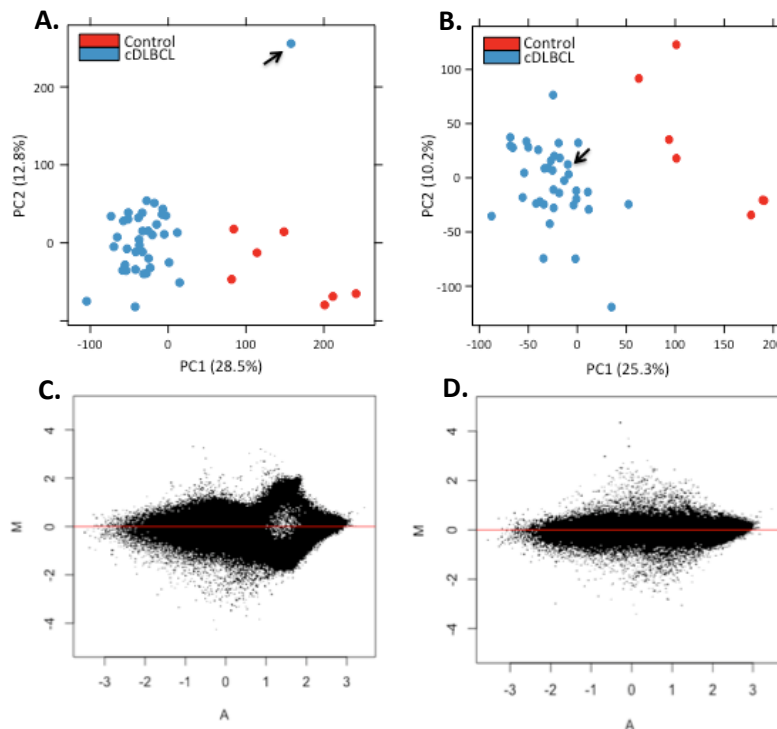 A.
Control
cDLBCL
200
100
0
PC2 (12.8%)
-100
0
100
200
PC1 (28.5%)
B.
Control
cDLBCL
100
50
0
-50
-100
PC2 (10.2%)
-100
-50
0
50
100
150
PC1 (25.3%)
C.
4
2
0
-2
-4
M
-3
-2
-1
0
1
2
3
A
D.
4
2
0
-2
-4
M
-3
-2
-1
0
1
2
3
A